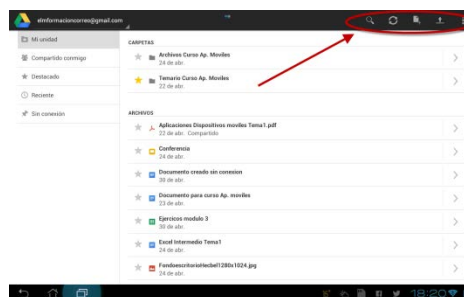 elmformacioncorreo@gmail.com
Mi unidad
Compartido conmigo
Destacado
Reciente
Sin conexión
CARPETAS
Archivos Curso Ap. Moviles
24 de abr.
Temario Curso Ap. Moviles
22 de abr.
ARCHIVOS
Aplicaciones Dispositivos moviles Tema1.pdf
22 de abr. Compartido
Conferencia
24 de abr.
Documento creado sin conexion
30 de abr.
Documento para curso Ap. moviles
23 de abr.
Ejercicos modulo 3
30 de abr.
Excel Intermedio Tema1
24 de abr.
FondoescritorioHecbel1280x1024.jpg
24 de abr.
18:20